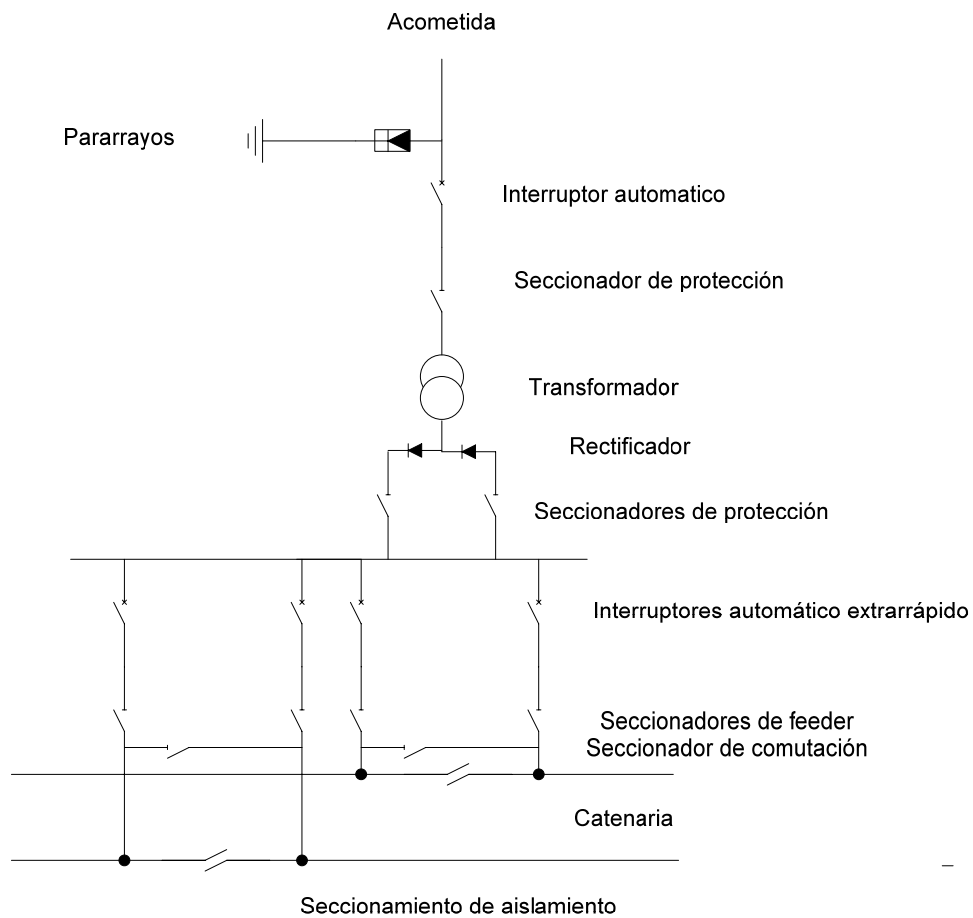 Acometida
Pararrayos
Interruptor automatico
Seccionador de protección
Transformador
Rectificador
Seccionadores de protección
Interruptores automático extrarrápido
Seccionadores de feeder
Seccionador de comutación
Catenaria
Seccionamiento de aislamiento